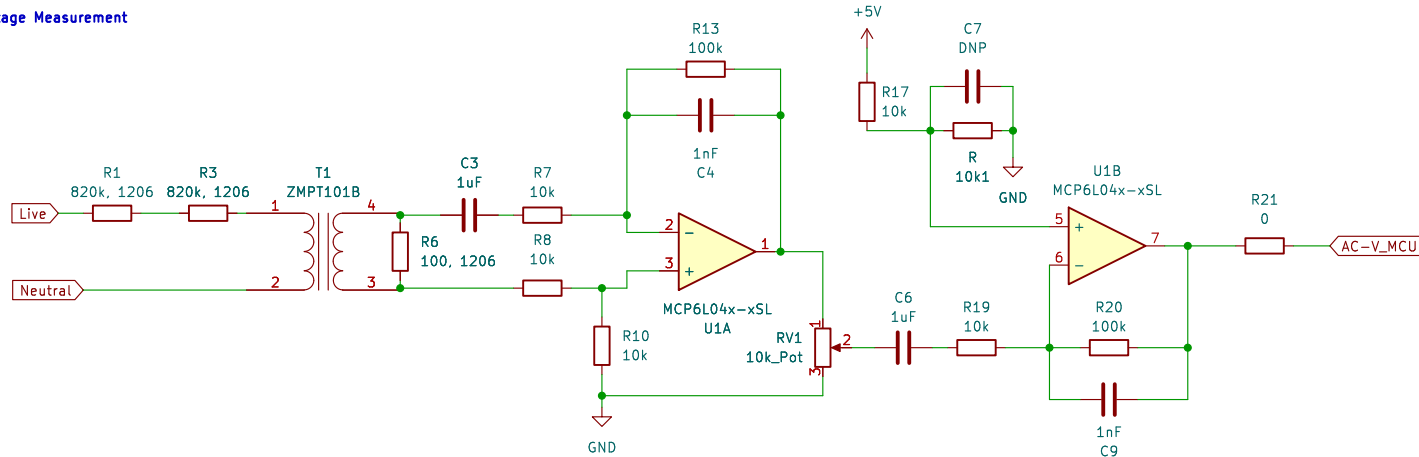 tage Measurement
R1
820k, 1206
R3
820k, 1206
T1
ZMPT101B
Live
Neutral
1
2
4
3
R6
100, 1206
C3
1uF
R7
10k
R8
10k
R10
10k
GND
R13
100k
1nF
C4
2
3
1
-
+
MCP6L04x-xSL
U1A
RV1
10k_Pot
1
2
3
C6
1uF
R19
10k
+5V
R17
10k
C7
DNP
R
10k1
GND
U1B
MCP6L04x-xSL
5
6
7
+
-
R20
100k
1nF
C9
R21
0
AC-V_MCU